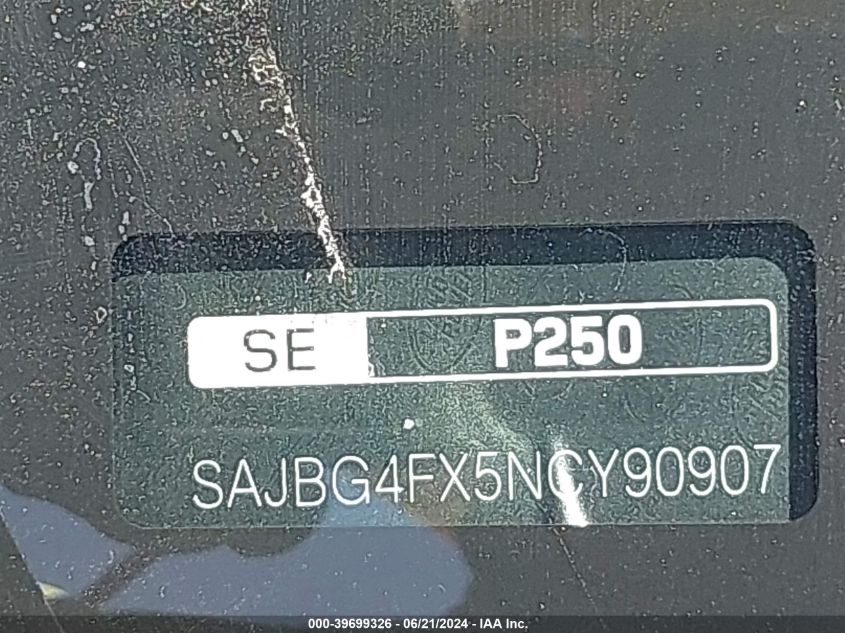 SE P250
SAJBG4FX5NCY90907
000-39699326 - 06/21/2024 - IAA Inc.